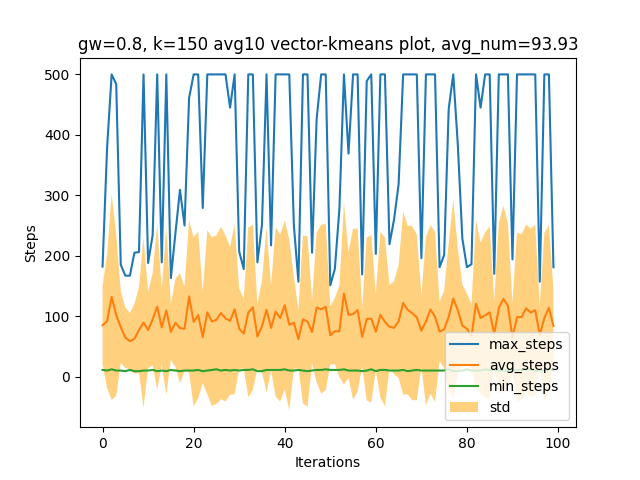 gw=0.8, k=150 avg10 vector-kmeans plot, avg_num=93.93
Steps
500
400
300
200
100
0
0 20 40 60 80 100
Iterations
max_steps
avg_steps
min_steps
std